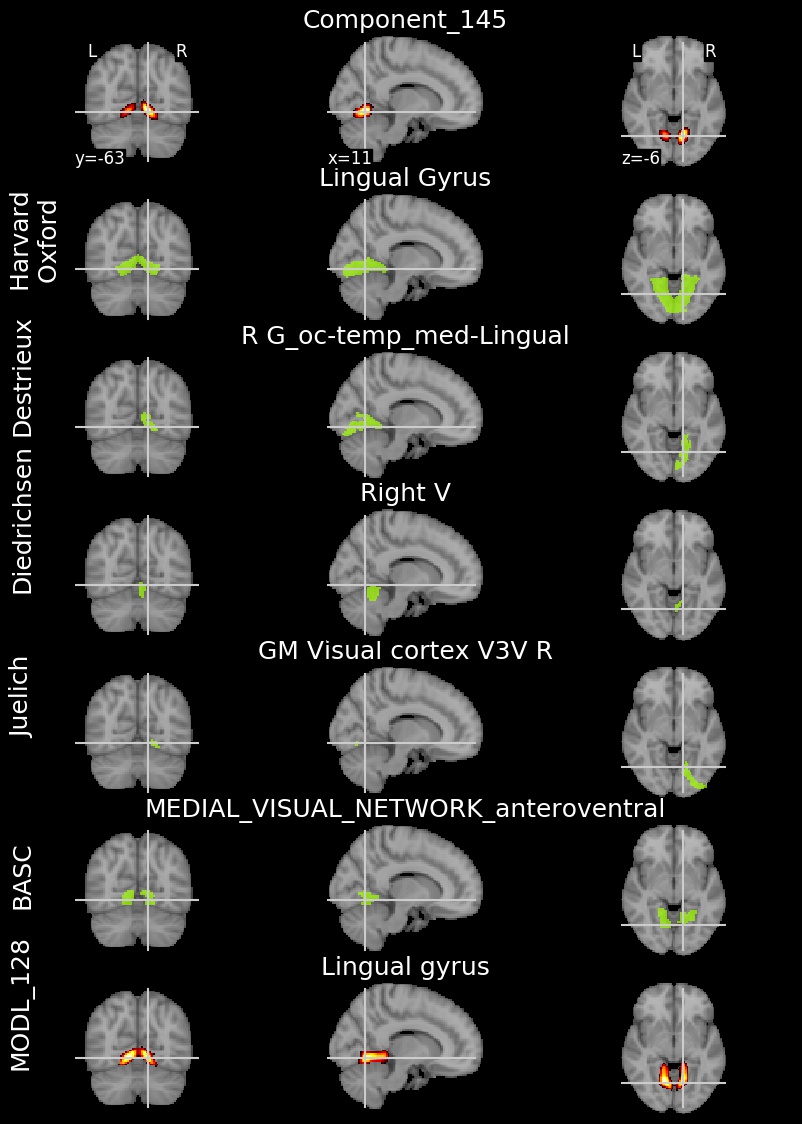 Component_145
L R L R
y=-63 x=11 z=-6
Lingual Gyrus
Harvard
Oxford
R G_oc-temp_med-Lingual
Destrieux
Right V
Diedrichsen
GM Visual cortex V3V R
Juelich
MEDIAL_VISUAL_NETWORK_anteroventral
BASC
Lingual gyrus
MODL_128